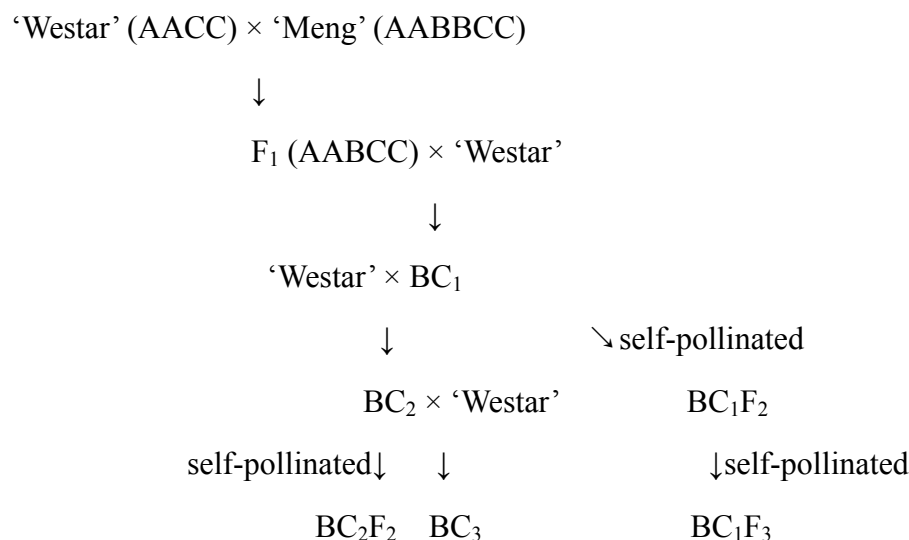 ‘Westar’ (AACC) × ‘Meng’ (AABBCC)
↓
F₁ (AABCC) × ‘Westar’
↓
‘Westar’ × BC₁
↓ ↘ self-pollinated
BC₂ × ‘Westar’ BC₁F₂
self-pollinated↓ ↓ ↓self-pollinated
BC₂F₂ BC₃ BC₁F₃